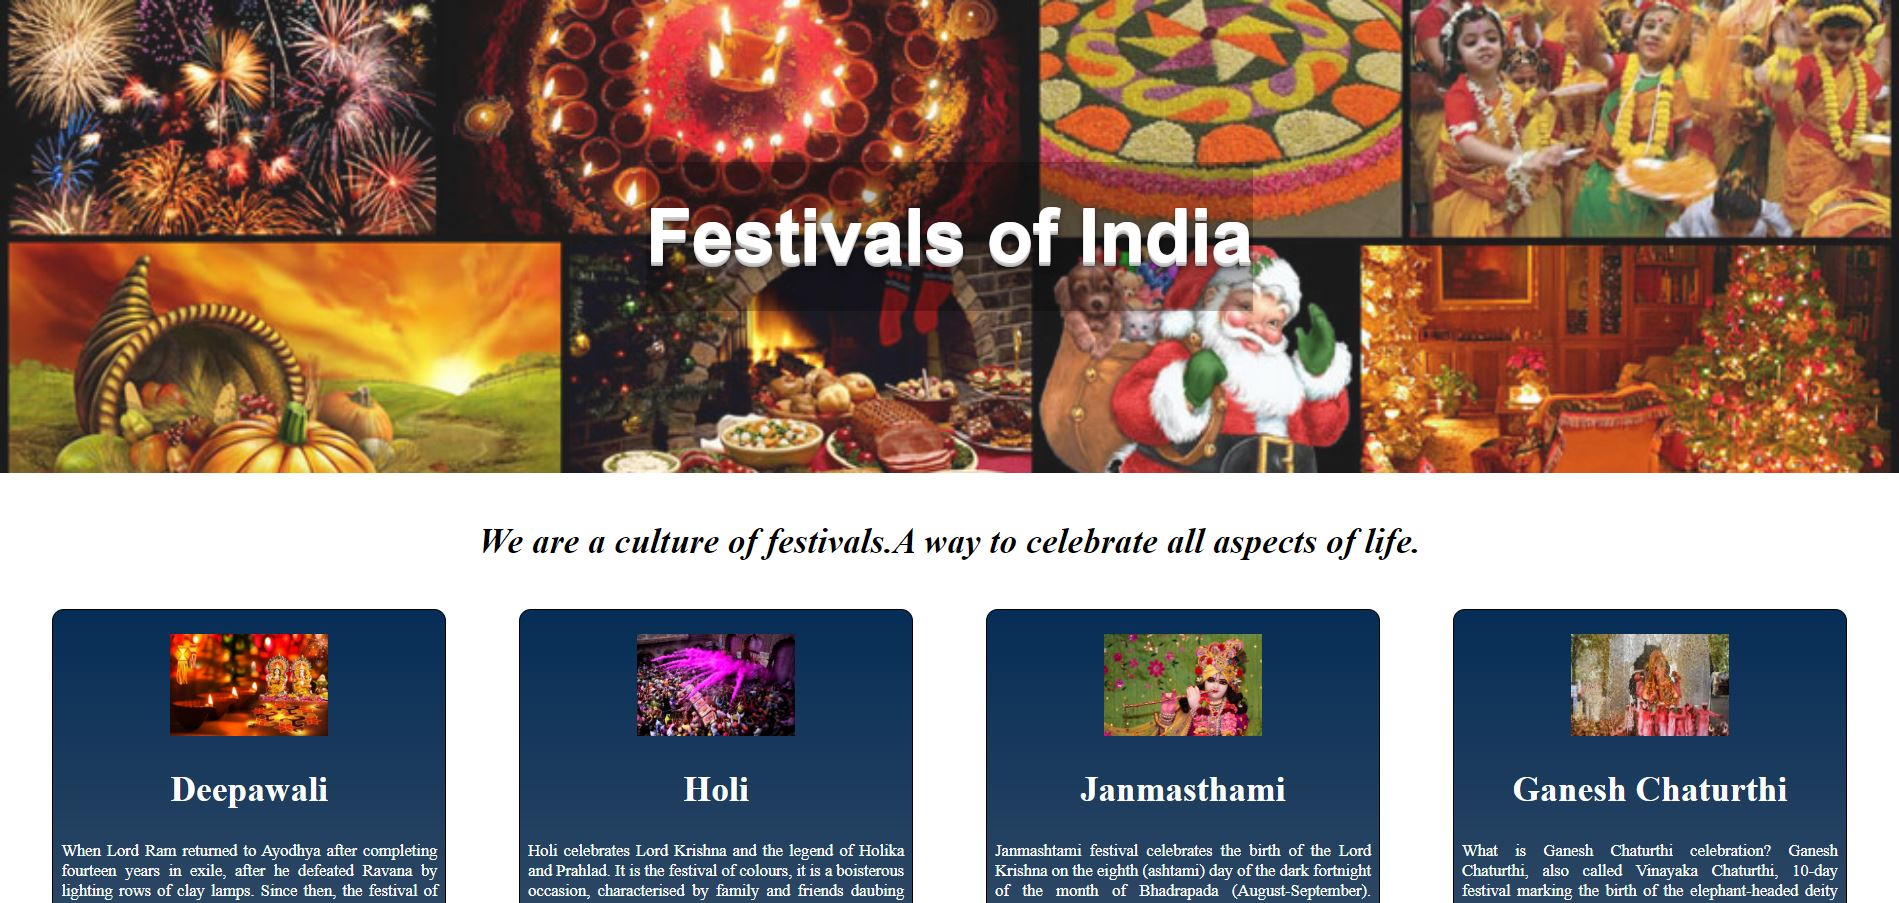 Festivals of India
We are a culture of festivals.A way to celebrate all aspects of life.
Deepawali
When Lord Ram returned to Ayodhya after completing
fourteen years in exile, after he defeated Ravana by
lighting rows of clay lamps. Since then, the festival of
Holi
Holi celebrates Lord Krishna and the legend of Holika
and Prahlad. It is the festival of colours, it is a boisterous
occasion, characterised by family and friends daubing
Janmasthami
Janmashtami festival celebrates the birth of the Lord
Krishna on the eighth (ashtami) day of the dark fortnight
of the month of Bhadrapada (August-September).
Ganesh Chaturthi
What is Ganesh Chaturthi celebration? Ganesh
Chaturthi, also called Vinayaka Chaturthi, 10-day
festival marking the birth of the elephant-headed deity